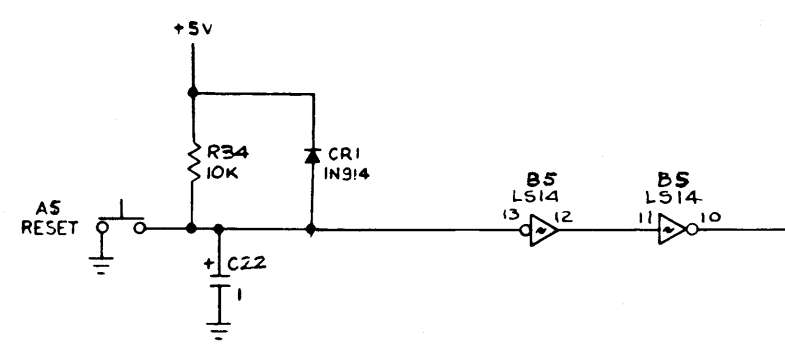 +5V
R34
10K
CR1
1N914
A5
RESET
+
C22
1
B5
LS14
13
12
B5
LS14
11
10